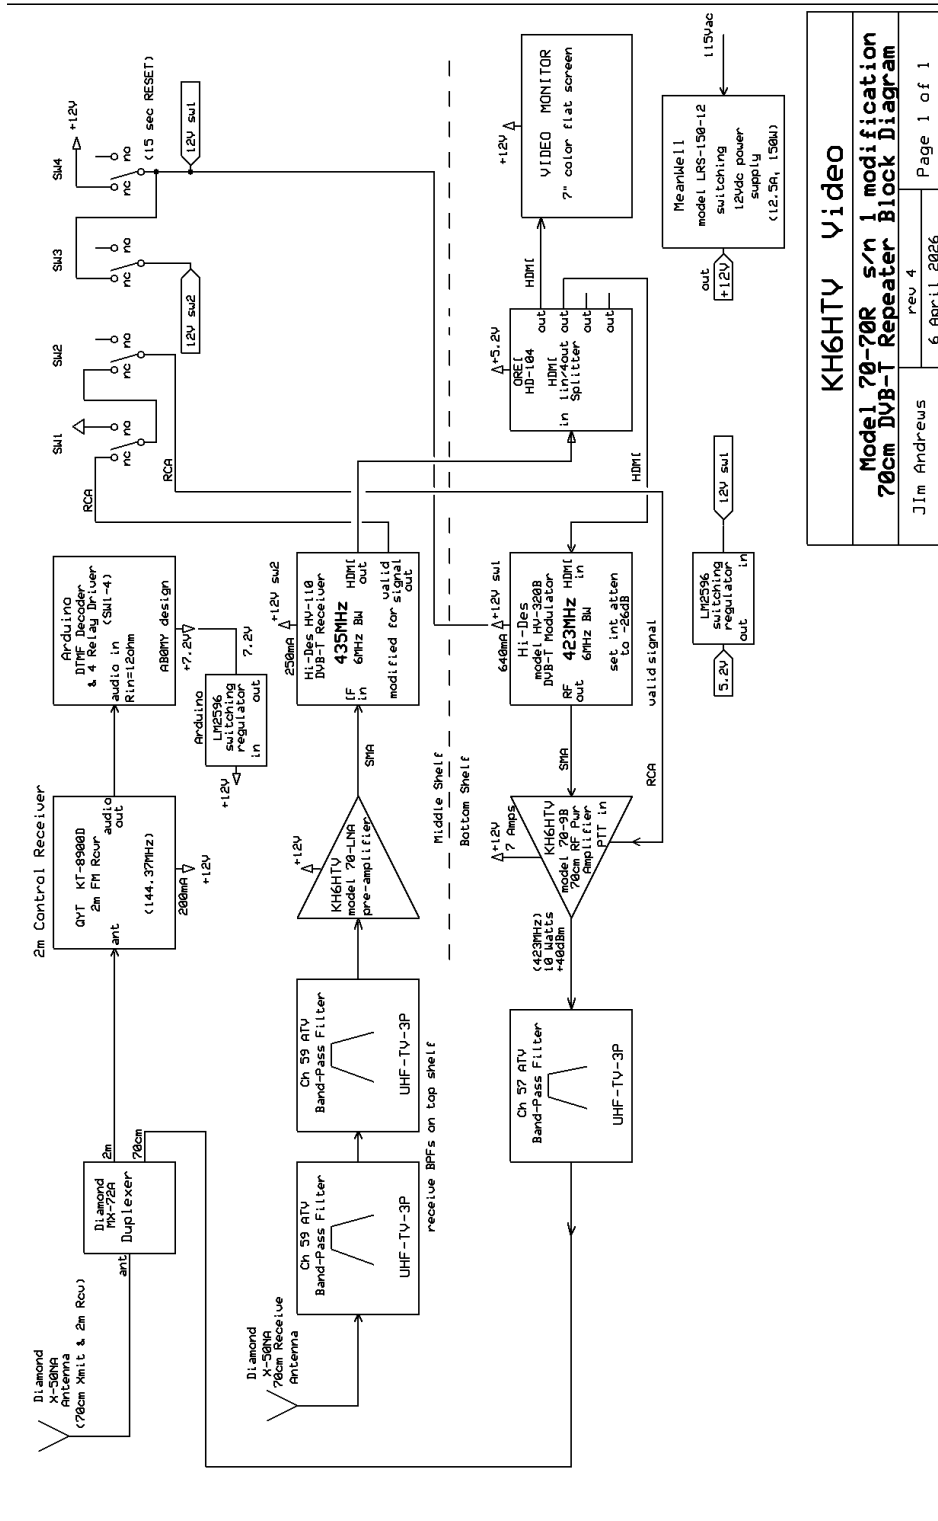 Diamond
X-50NA
Antenna
(70cm Xmit & 2m Rcv)
ant
Diamond
MX-72A
Duplexer
2m
70cm
2m Control Receiver
ant
QYT KT-8900D
2m FM Rcvr
(144.37MHz)
audio
out
200mA
+12V
Arduino
DTMF Decoder
& 4 Relay Driver
(SW1-4)
audio in
Rin=120hm
AB0MY design
+7.2V
7.2V
Arduino
LM2596
switching
regulator
in
out
+12V
SW1
nc
no
SW2
nc
no
SW3
nc
no
SW4
nc
no
+12V
(15 sec RESET)
12V sw1
12V sw2
RCA
RCA
Diamond
X-50NA
70cm Receive
Antenna
Ch 59 ATV
Band-Pass Filter
UHF-TV-3P
Ch 59 ATV
Band-Pass Filter
UHF-TV-3P
receive BPFs on top shelf
+12V
KH6HTV
model 70-LNA
pre-amplifier
SMA
250mA
+12V sw2
Hi-Des HV-110
DVB-T Receiver
435MHz
6MHz BW
IF
in
HDMI
out
modified for
valid
signal
out
Middle Shelf
Bottom Shelf
Ch 57 ATV
Band-Pass Filter
UHF-TV-3P
(423MHz)
10 Watts
+40dBm
+12V
7 Amps
KH6HTV
model 70-9B
70cm RF Pwr
Amplifier
PTT in
SMA
RCA
640mA
+12V sw1
Hi-Des
model HV-320B
DVB-T Modulator
423MHz
6MHz BW
RF
out
HDMI
in
set int atten
to -26dB
valid signal
HDMI
+5.2V
OREI
HD-104
HDMI
1in/4out
Splitter
in
out
out
out
out
HDMI
+12V
VIDEO MONITOR
7" color flat screen
5.2V
LM2596
switching
regulator
out
in
12V sw1
out
+12V
MeanWell
model LRS-150-12
switching
12Vdc power
supply
(12.5A, 150W)
115Vac
KH6HTV Video
Model 70-70R s/n 1 modification
70cm DVB-T Repeater Block Diagram
JIm Andrews
rev 4
6 April 2026
Page 1 of 1